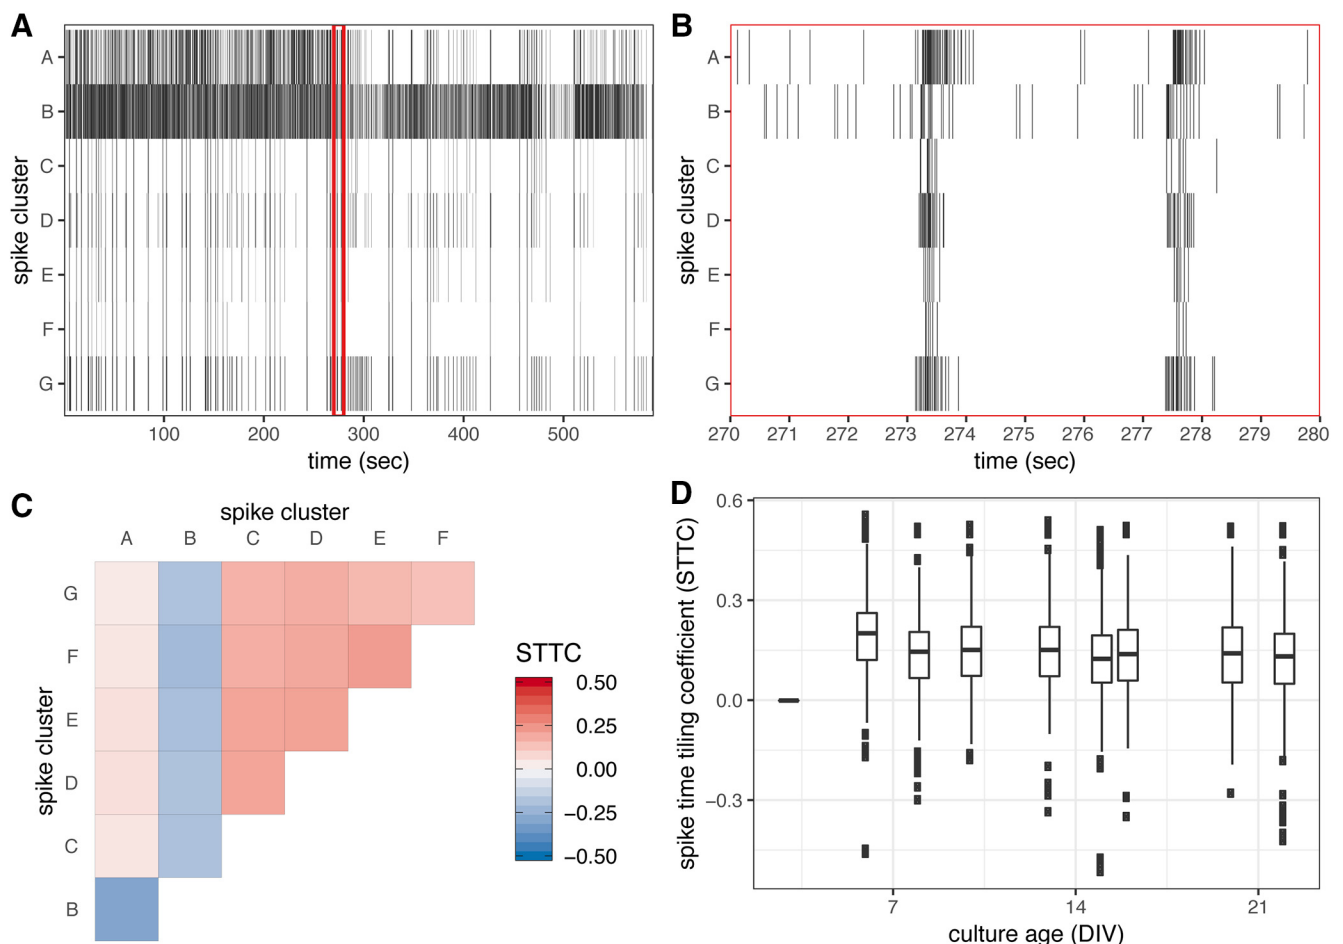 A
A
B
C
D
E
F
G
spike cluster
100 200 300 400 500
time (sec)
B
A
B
C
D
E
F
G
spike cluster
270 271 272 273 274 275 276 277 278 279 280
time (sec)
C
spike cluster
A B C D E F
G
F
E
D
C
B
spike cluster
STTC
0.50
0.25
0.00
−0.25
−0.50
D
0.6
0.3
0.0
−0.3
spike time tiling coefficient (STTC)
7 14 21
culture age (DIV)